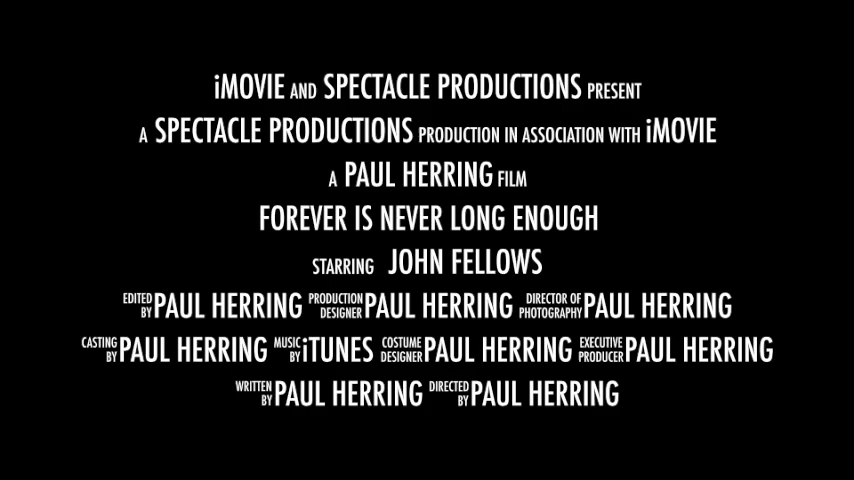 iMOVIE AND SPECTACLE PRODUCTIONS PRESENT
A SPECTACLE PRODUCTIONS PRODUCTION IN ASSOCIATION WITH iMOVIE
A PAUL HERRING FILM
FOREVER IS NEVER LONG ENOUGH
STARRING JOHN FELLOWS
EDITED BY PAUL HERRING PRODUCTION DESIGNER PAUL HERRING DIRECTOR OF PHOTOGRAPHY PAUL HERRING
CASTING BY PAUL HERRING MUSIC BY iTUNES COSTUME DESIGNER PAUL HERRING EXECUTIVE PRODUCER PAUL HERRING
WRITTEN BY PAUL HERRING DIRECTED BY PAUL HERRING